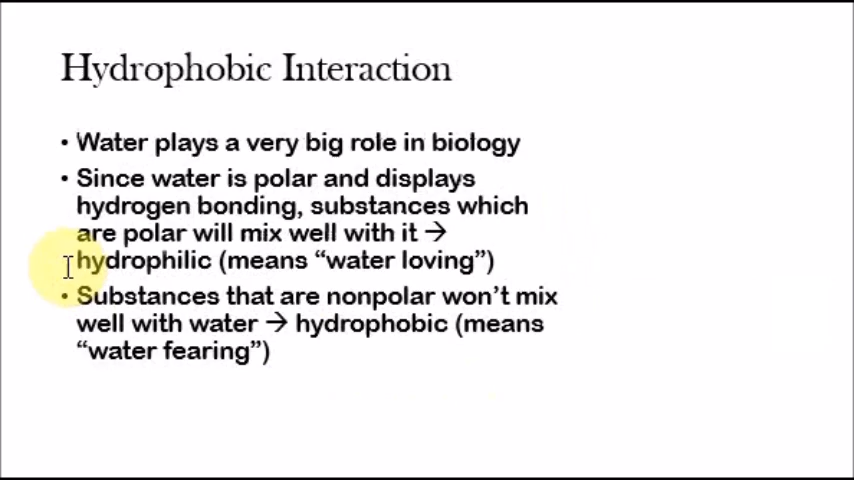 Hydrophobic Interaction
• Water plays a very big role in biology
• Since water is polar and displays
hydrogen bonding, substances which
are polar will mix well with it →
hydrophilic (means “water loving”)
• Substances that are nonpolar won’t mix
well with water → hydrophobic (means
“water fearing”)